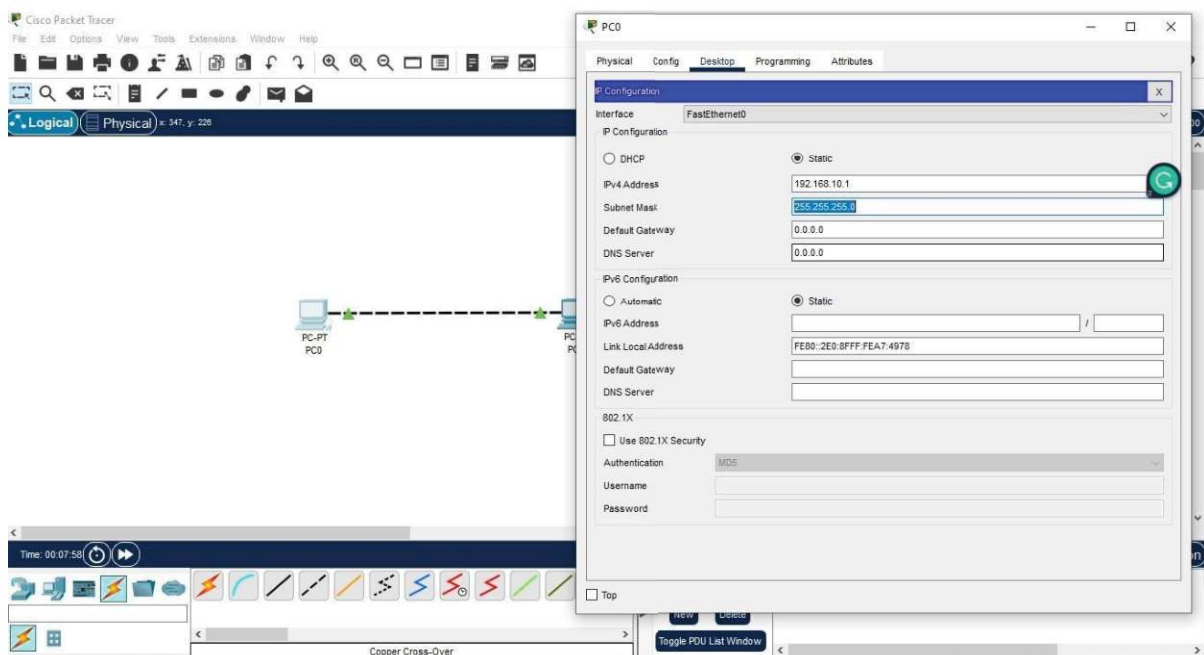 Cisco Packet Tracer
File Edit Options View Tools Extensions Window Help
Logical Physical x: 347, y: 226
PC-PT
PC0
Time: 00:07:58
Copper Cross-Over
New Delete
Toggle PDU List Window
PC0
Physical Config Desktop Programming Attributes
IP Configuration X
Interface FastEthernet0
IP Configuration
DHCP Static
IPv4 Address 192.168.10.1
Subnet Mask 255.255.255.0
Default Gateway 0.0.0.0
DNS Server 0.0.0.0
IPv6 Configuration
Automatic Static
IPv6 Address /
Link Local Address FE80::2E0:8FFF:FEA7:4978
Default Gateway
DNS Server
802.1X
Use 802.1X Security
Authentication MD5
Username
Password
Top